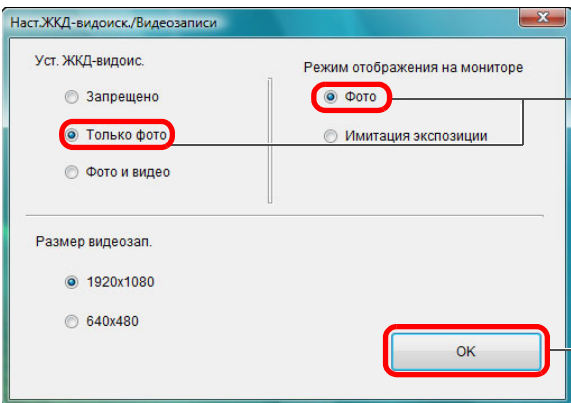 Наст.ЖКД-видоиск./Видеозаписи
Уст. ЖКД-видоис.
Запрещено
Только фото
Фото и видео
Режим отображения на мониторе
Фото
Имитация экспозиции
Размер видеозап.
1920x1080
640x480
OK